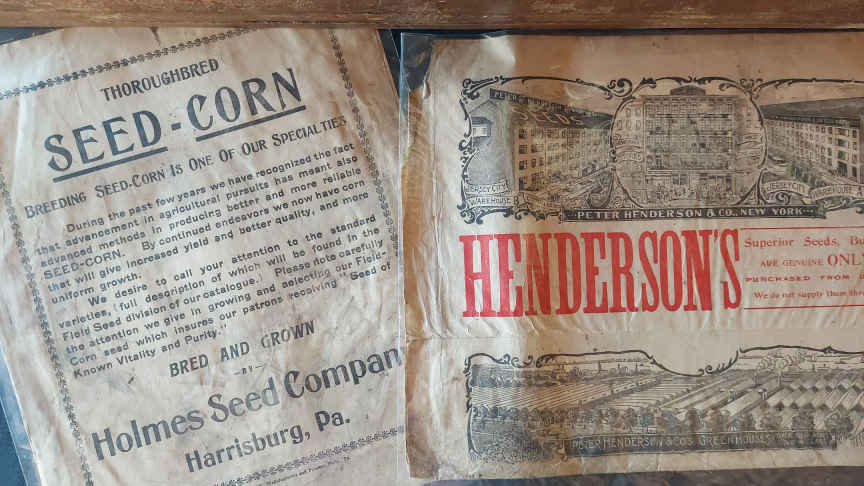 THOROUGHBRED
SEED-CORN
BREEDING SEED-CORN IS ONE OF OUR SPECIALTIES
During the past few years we have recognized the fact
that advancement in agricultural pursuits has meant also
advanced methods in producing better and more reliable
SEED-CORN. By continued endeavors we now have corn
that will give increased yield and better quality, and more
uniform growth.
We desire to call your attention to the standard
varieties, (full description of which will be found in the
Field Seed division of our catalogue.) Please note carefully
the attention we give in growing and selecting our Field-
Corn seed which insures our patrons receiving "Seed of
Known Vitality and Purity."
BRED AND GROWN
-BY-
Holmes Seed Compan
Harrisburg, Pa.
SEEDS
JERSEY CITY
WAREHOUSE
JERSEY CITY
PETER HENDERSON & CO., NEW YORK
HENDERSON'S
Superior Seeds, Bu
ARE GENUINE ONL
PURCHASED FROM
We do not supply them thro
PETER HENDERSON & CO'S GREENHOUSES